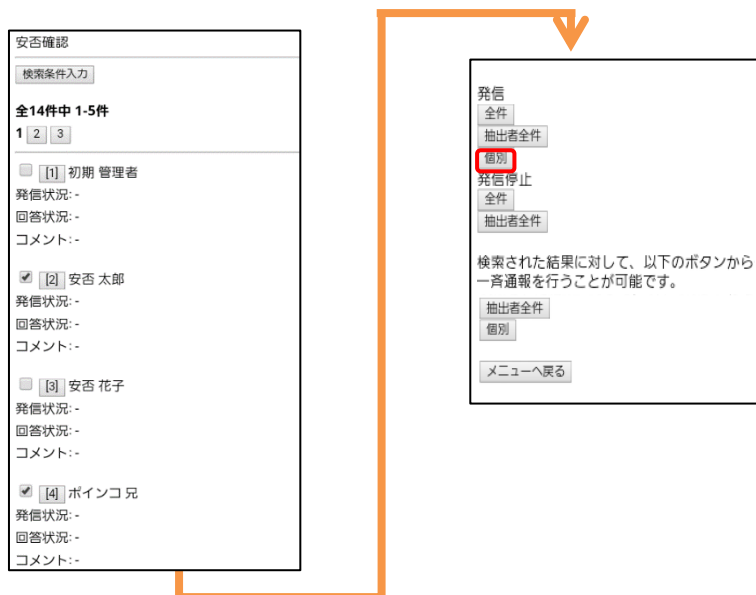 安否確認
検索条件入力
全14件中 1-5件
1 2 3
[1] 初期 管理者
発信状況:-
回答状況:-
コメント:-
[2] 安否 太郎
発信状況:-
回答状況:-
コメント:-
[3] 安否 花子
発信状況:-
回答状況:-
コメント:-
[4] ポインコ 兄
発信状況:-
回答状況:-
コメント:-
発信
全件
抽出者全件
個別
発信停止
全件
抽出者全件
検索された結果に対して、以下のボタンから
一斉通報を行うことが可能です。
抽出者全件
個別
メニューへ戻る